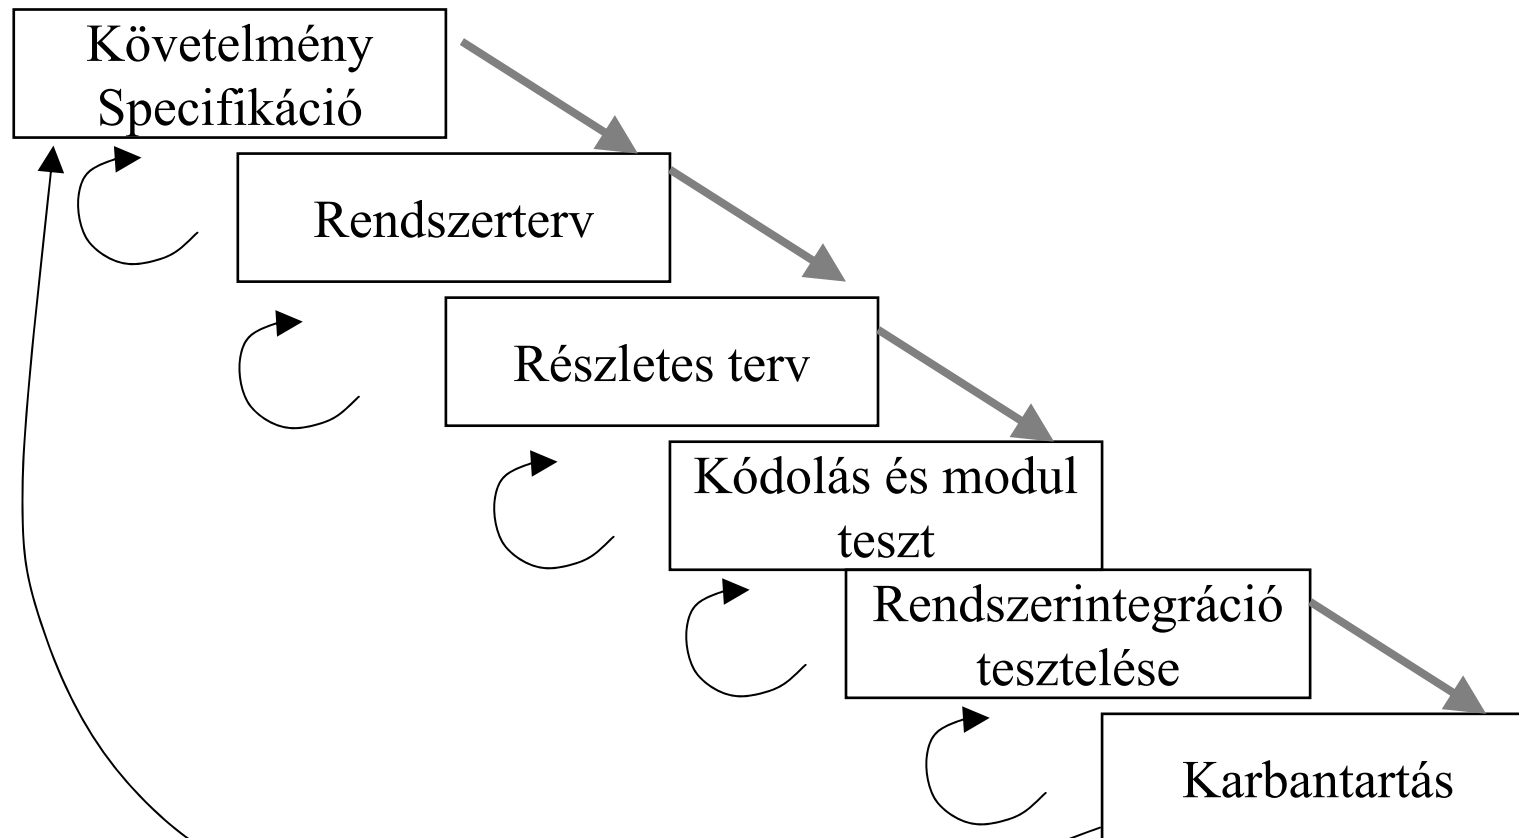 Követelmény
Specifikáció
Rendszerterv
Részletes terv
Kódolás és modul
teszt
Rendszerintegráció
tesztelése
Karbantartás